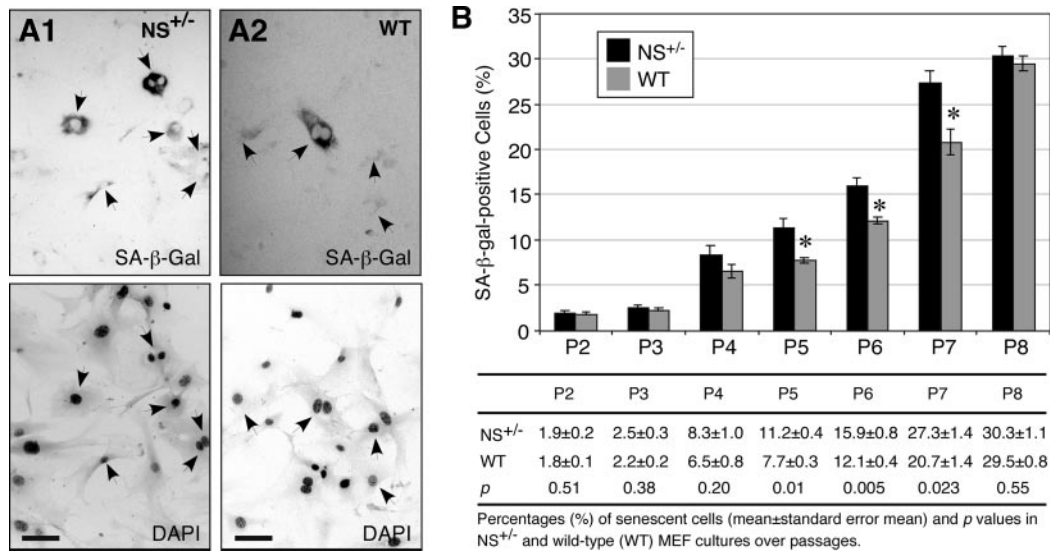 A1
NS+/-
SA-β-Gal
A2
WT
SA-β-Gal
DAPI
DAPI
B
SA-β-gal-positive Cells (%)
35
30
25
20
15
10
5
0
NS+/-
WT
*
*
*
P2 P3 P4 P5 P6 P7 P8
P2 P3 P4 P5 P6 P7 P8
NS+/- 1.9±0.2 2.5±0.3 8.3±1.0 11.2±0.4 15.9±0.8 27.3±1.4 30.3±1.1
WT 1.8±0.1 2.2±0.2 6.5±0.8 7.7±0.3 12.1±0.4 20.7±1.4 29.5±0.8
p 0.51 0.38 0.20 0.01 0.005 0.023 0.55
Percentages (%) of senescent cells (mean±standard error mean) and p values in
NS+/- and wild-type (WT) MEF cultures over passages.